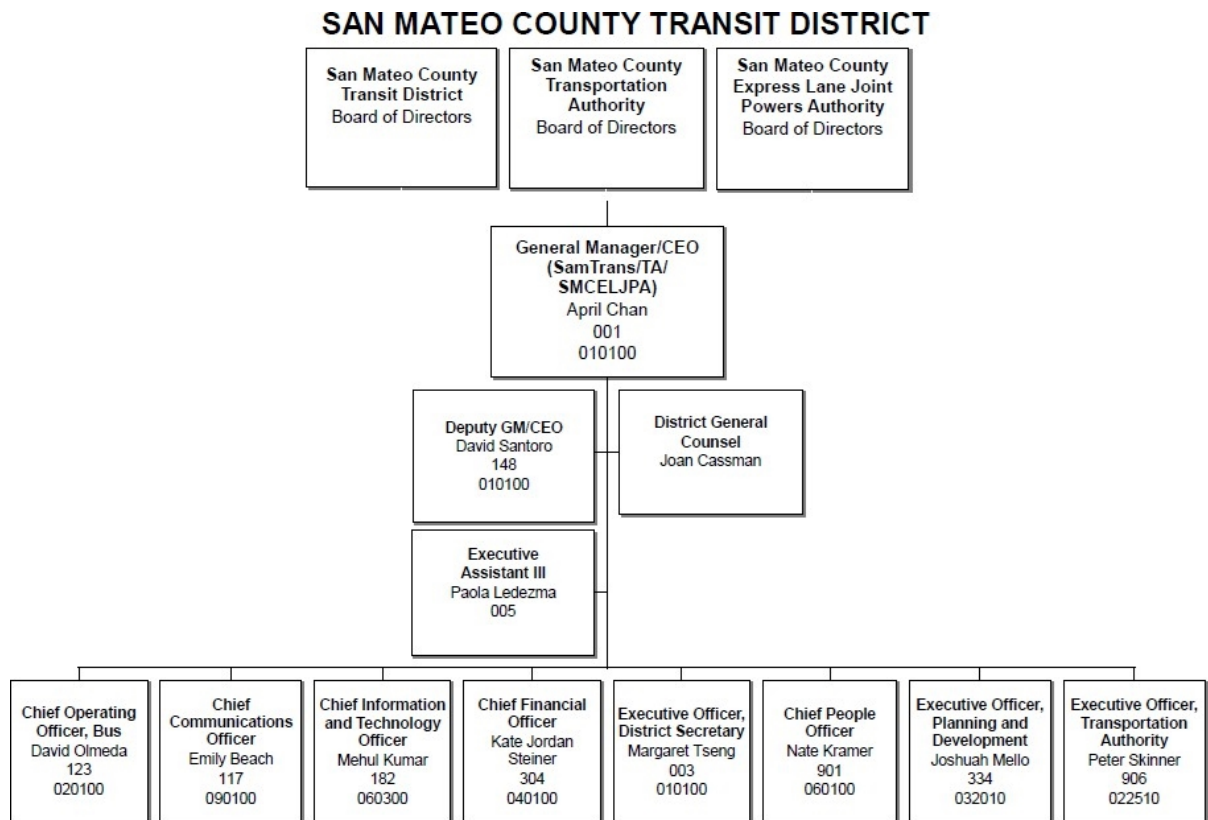 SAN MATEO COUNTY TRANSIT DISTRICT
San Mateo County
Transit District
Board of Directors
San Mateo County
Transportation
Authority
Board of Directors
San Mateo County
Express Lane Joint
Powers Authority
Board of Directors
General Manager/CEO
(SamTrans/TA/
SMCELJPA)
April Chan
001
010100
Deputy GM/CEO
David Santoro
148
010100
District General
Counsel
Joan Cassman
Executive
Assistant III
Paola Ledezma
005
Chief Operating
Officer, Bus
David Olmeda
123
020100
Chief
Communications
Officer
Emily Beach
117
090100
Chief Information
and Technology
Officer
Mehul Kumar
182
060300
Chief Financial
Officer
Kate Jordan
Steiner
304
040100
Executive Officer,
District Secretary
Margaret Tseng
003
010100
Chief People
Officer
Nate Kramer
901
060100
Executive Officer,
Planning and
Development
Joshuah Mello
334
032010
Executive Officer,
Transportation
Authority
Peter Skinner
906
022510